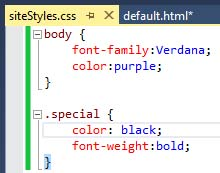 siteStyles.css default.html*
body {
    font-family:Verdana;
    color:purple;
}

.special {
    color: black;
    font-weight:bold;
}